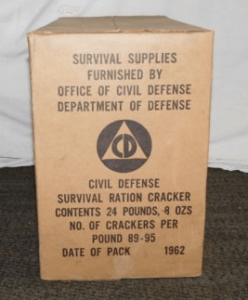 SURVIVAL SUPPLIES
FURNISHED BY
OFFICE OF CIVIL DEFENSE
DEPARTMENT OF DEFENSE
CD
CIVIL DEFENSE
SURVIVAL RATION CRACKER
CONTENTS 24 POUNDS, 8 OZS
NO. OF CRACKERS PER
POUND 89-95
DATE OF PACK 1962